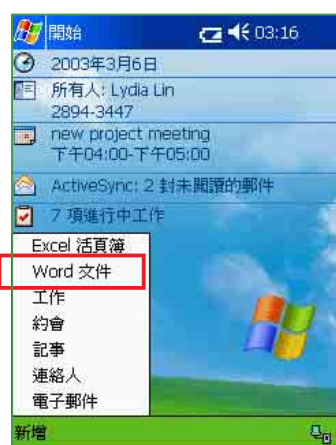 開始 03:16
2003年3月6日
所有人: Lydia Lin
2894-3447
new project meeting
下午04:00-下午05:00
ActiveSync: 2 封未閱讀的郵件
7 項進行中工作
Excel 活頁簿
Word 文件
工作
約會
記事
連絡人
電子郵件
新增